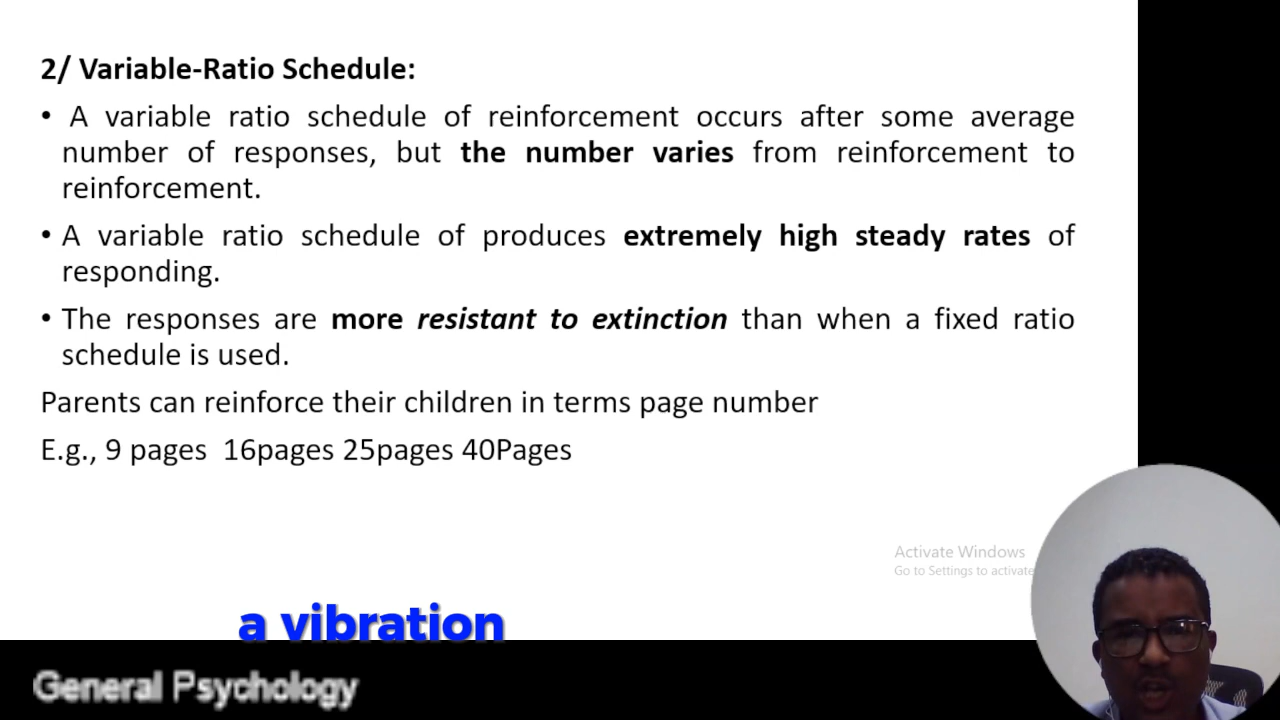 2/ Variable-Ratio Schedule:
• A variable ratio schedule of reinforcement occurs after some average
number of responses, but the number varies from reinforcement to
reinforcement.
• A variable ratio schedule of produces extremely high steady rates of
responding.
• The responses are more resistant to extinction than when a fixed ratio
schedule is used.
Parents can reinforce their children in terms page number
E.g., 9 pages 16pages 25pages 40Pages
Activate Windows
Go to Settings to activate
a vibration
General Psychology